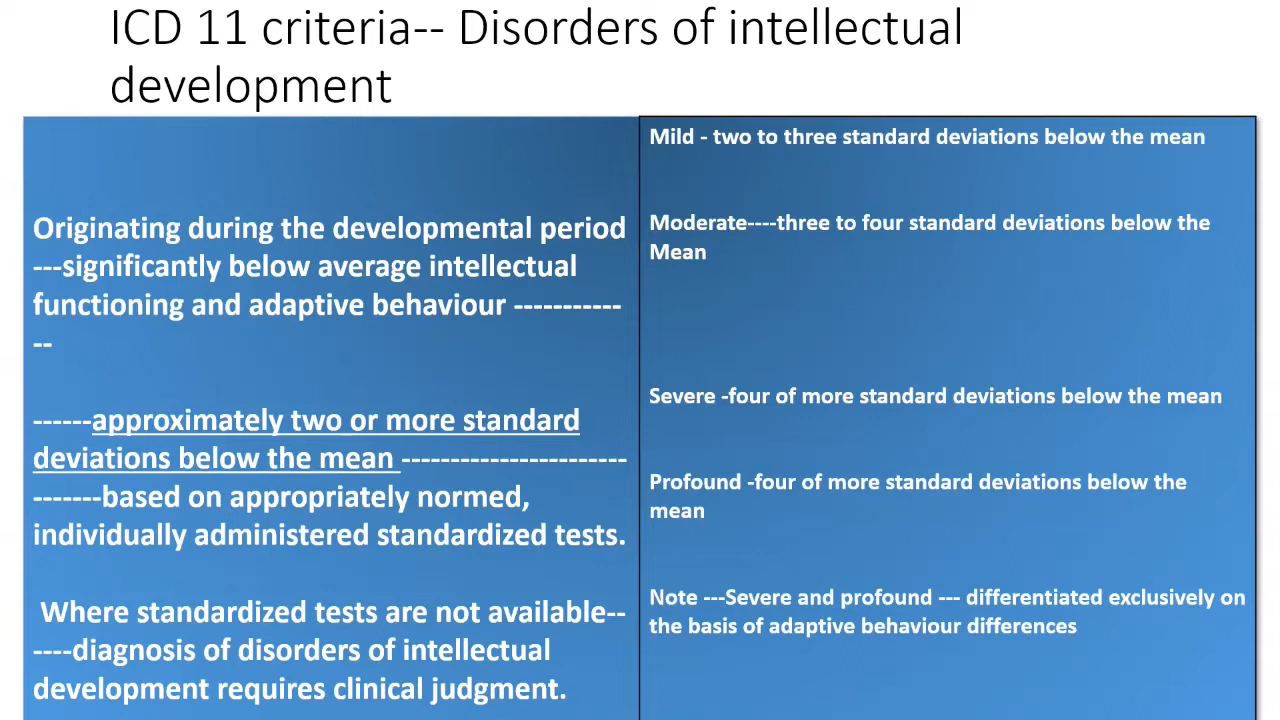 ICD 11 criteria-- Disorders of intellectual
development
Originating during the developmental period
---significantly below average intellectual
functioning and adaptive behaviour -----------
--
------approximately two or more standard
deviations below the mean -----------------------
-------based on appropriately normed,
individually administered standardized tests.
Where standardized tests are not available--
----diagnosis of disorders of intellectual
development requires clinical judgment.
Mild - two to three standard deviations below the mean
Moderate----three to four standard deviations below the
Mean
Severe -four of more standard deviations below the mean
Profound -four of more standard deviations below the
mean
Note ---Severe and profound --- differentiated exclusively on
the basis of adaptive behaviour differences